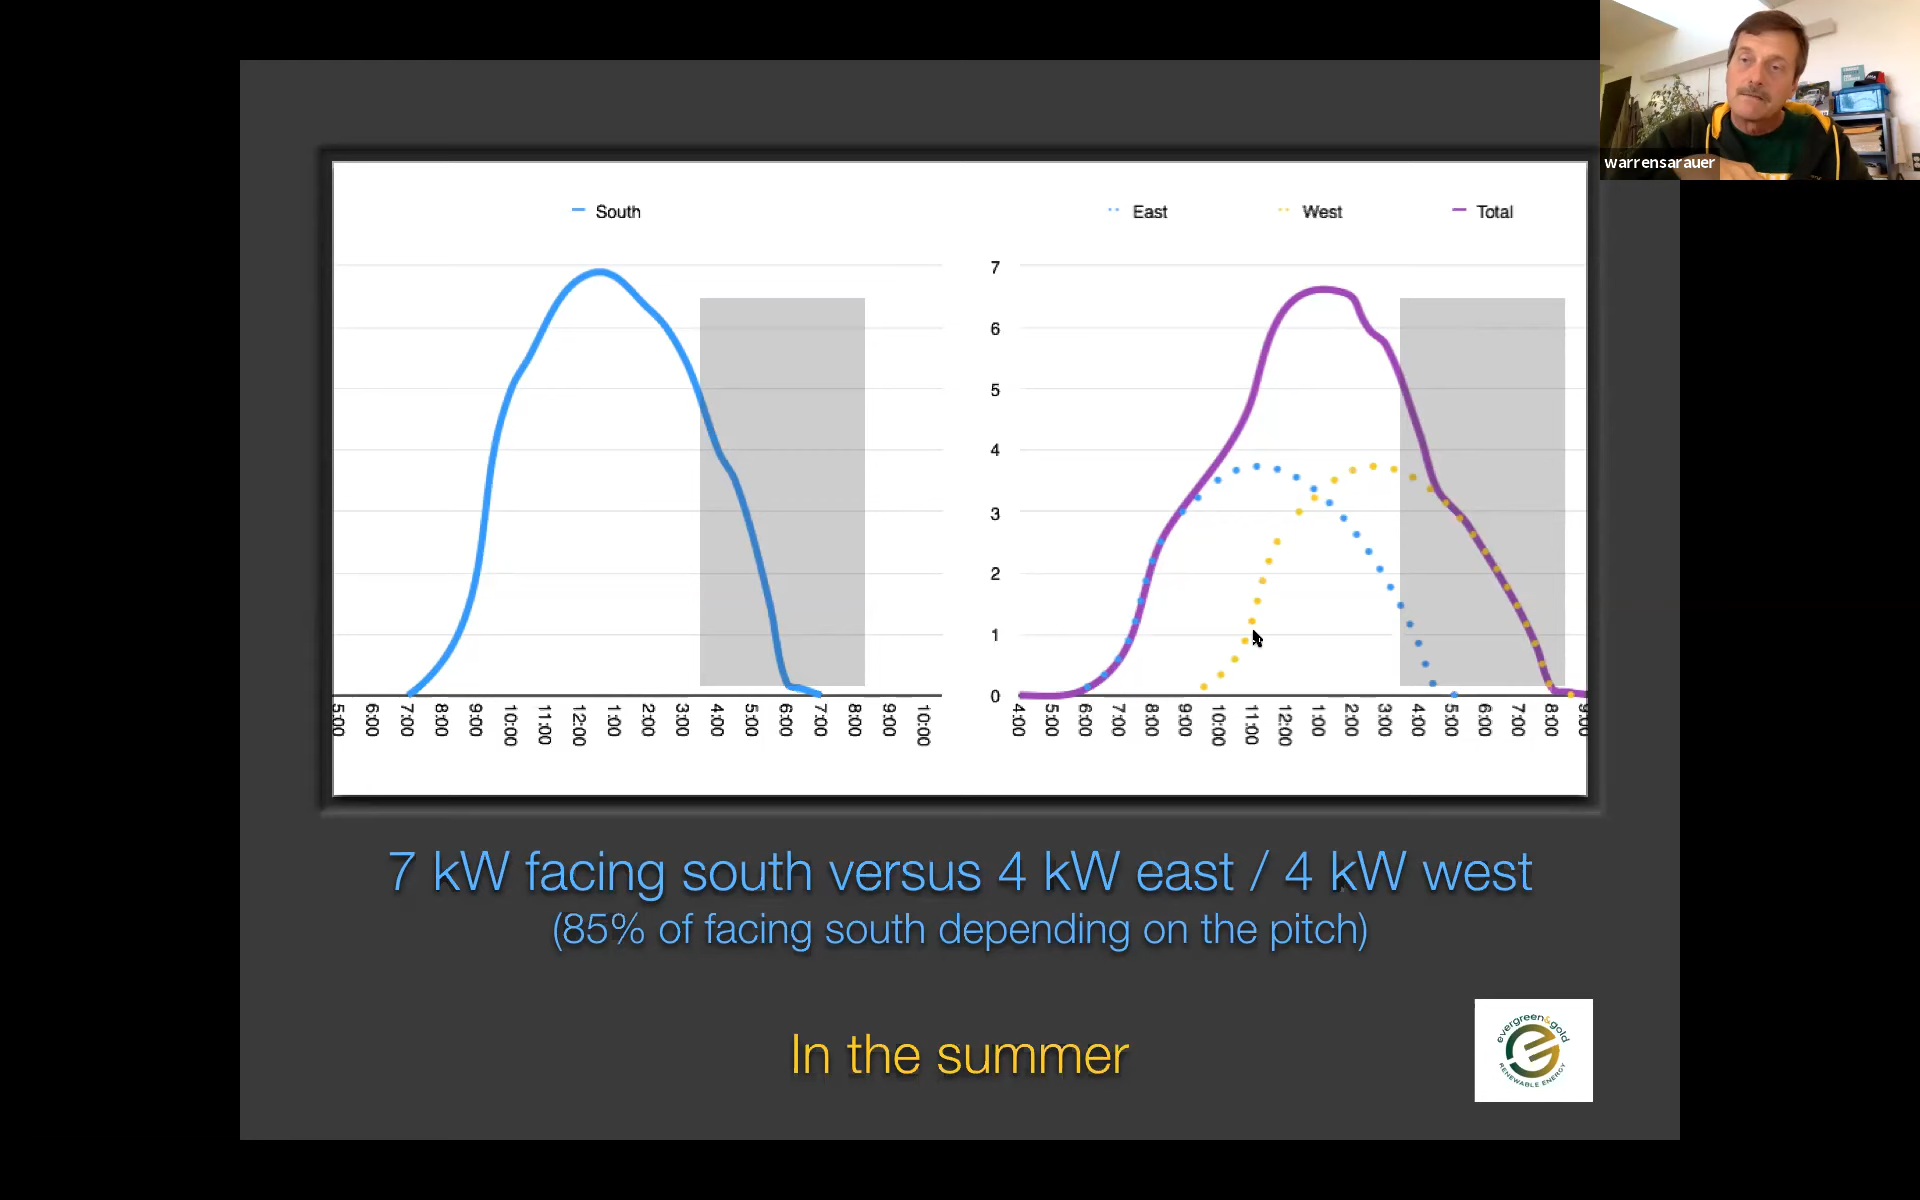 warrensarauer
South
East West Total
7
6
5
4
3
2
1
0
5:00 6:00 7:00 8:00 9:00 10:00 11:00 12:00 1:00 2:00 3:00 4:00 5:00 6:00 7:00 8:00 9:00 10:00
4:00 5:00 6:00 7:00 8:00 9:00 10:00 11:00 12:00 1:00 2:00 3:00 4:00 5:00 6:00 7:00 8:00 9:00
7 kW facing south versus 4 kW east / 4 kW west
(85% of facing south depending on the pitch)
In the summer
evergreen&gold
RENEWABLE ENERGY